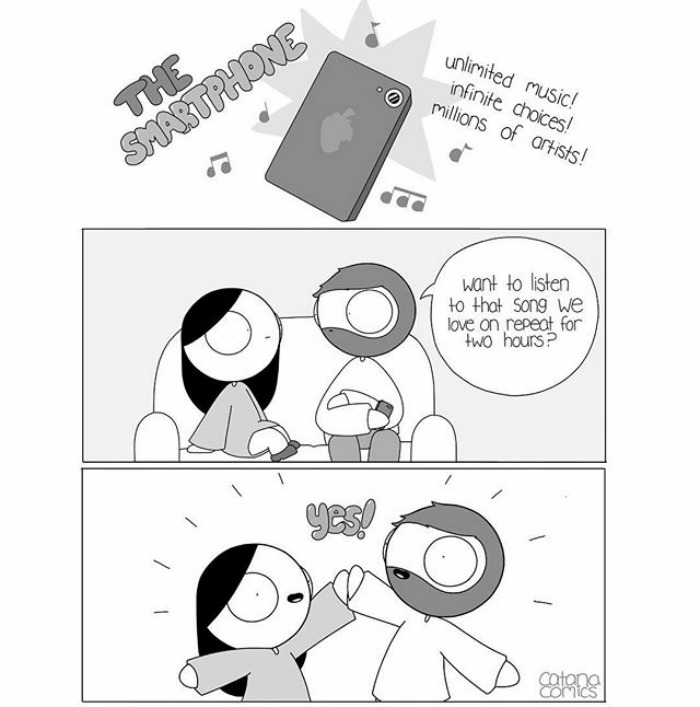 THE
SMARTPHONE
unlimited music!
infinite choices!
millions of artists!
want to listen
to that song we
love on repeat for
two hours?
yes!
catana
comics